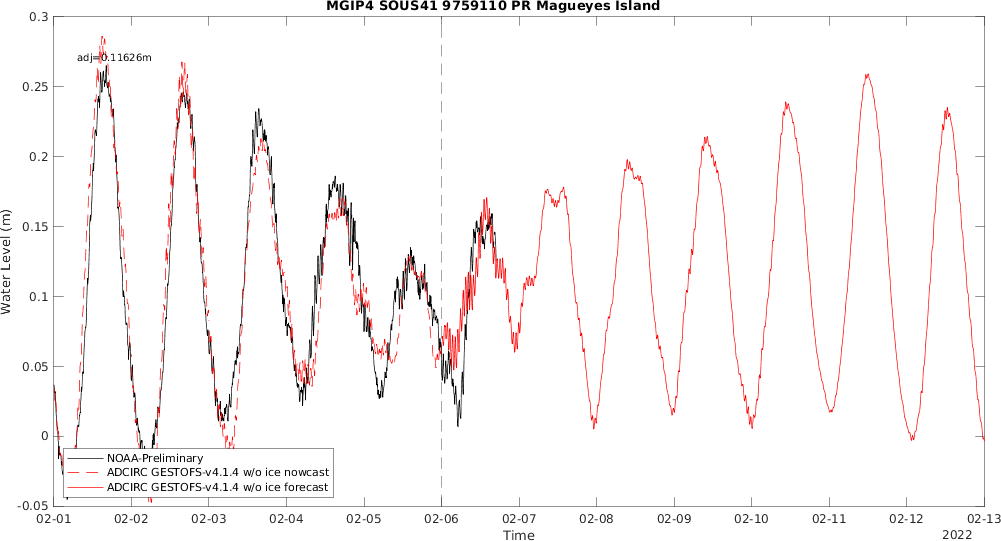 MGIP4 SOUS41 9759110 PR Magueyes Island
adj=0.11626m
0.3
0.25
0.2
0.15
0.1
0.05
0
-0.05
Water Level (m)
NOAA-Preliminary
ADCIRC GESTOFS-v4.1.4 w/o ice nowcast
ADCIRC GESTOFS-v4.1.4 w/o ice forecast
02-01 02-02 02-03 02-04 02-05 02-06 02-07 02-08 02-09 02-10 02-11 02-12 02-13
Time
2022